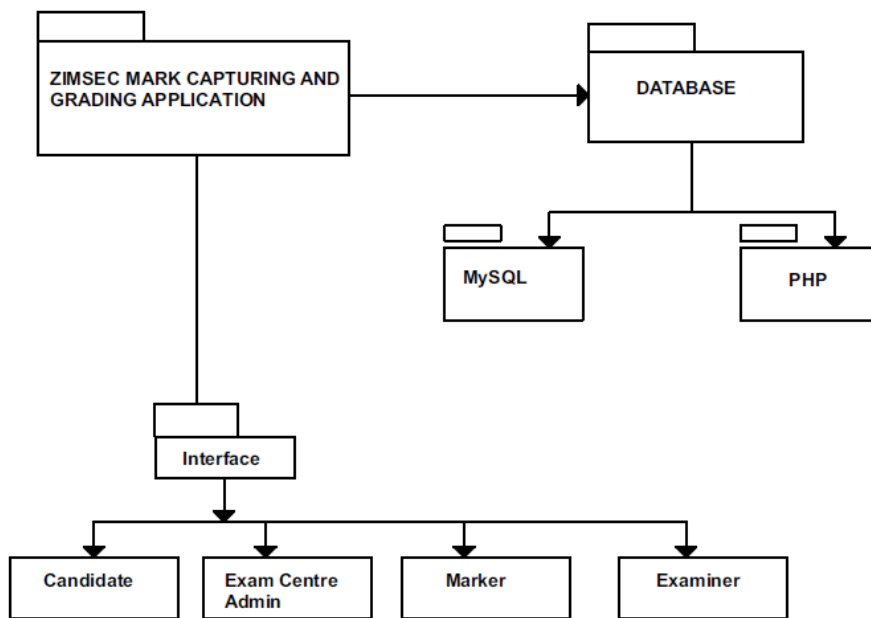 ZIMSEC MARK CAPTURING AND
GRADING APPLICATION
DATABASE
MySQL
PHP
Interface
Candidate
Exam Centre
Admin
Marker
Examiner